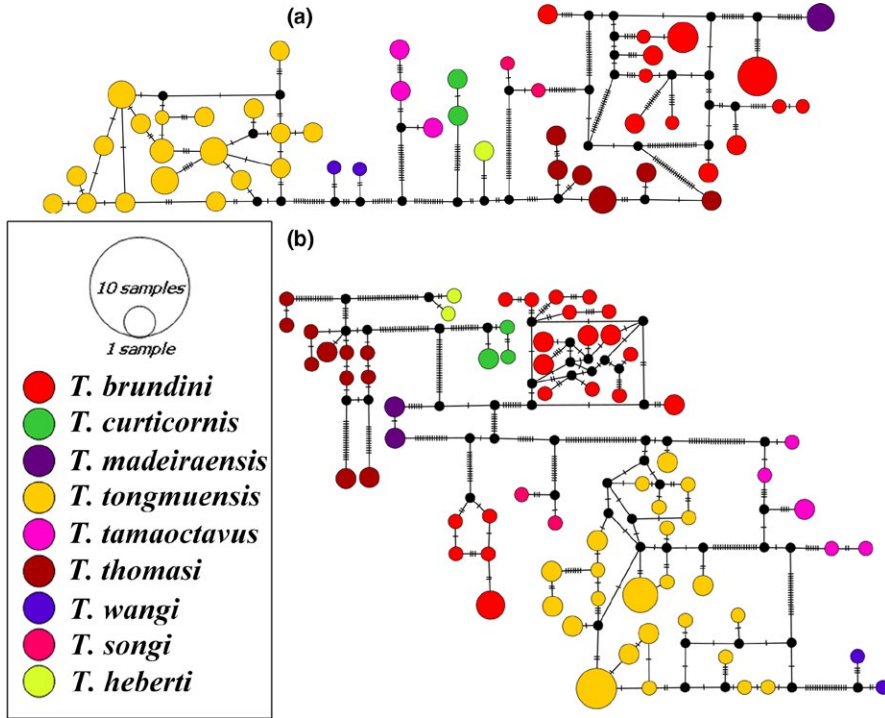 (a)
(b)
10 samples
1 sample
T. brundini
T. curticornis
T. madeiraensis
T. tongmuensis
T. tamaoctavus
T. thomasi
T. wangi
T. songi
T. heberti